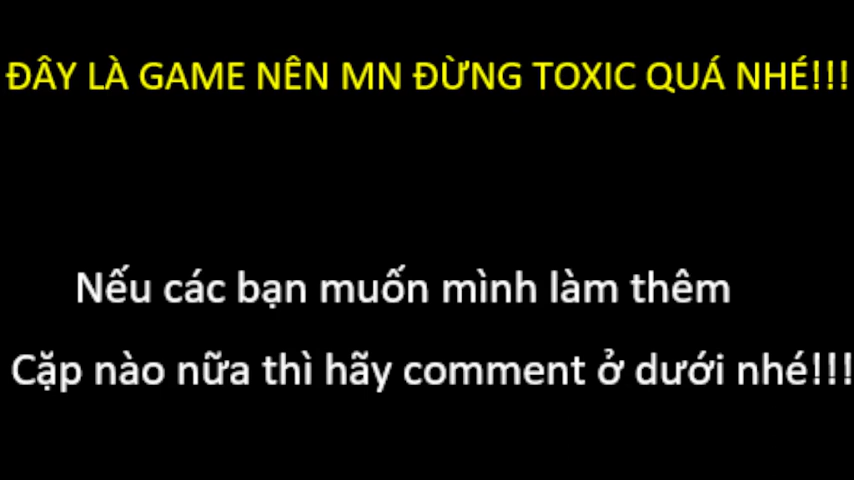 ĐÂY LÀ GAME NÊN MN ĐỪNG TOXIC QUÁ NHÉ!!!
Nếu các bạn muốn mình làm thêm
Cặp nào nữa thì hãy comment ở dưới nhé!!!